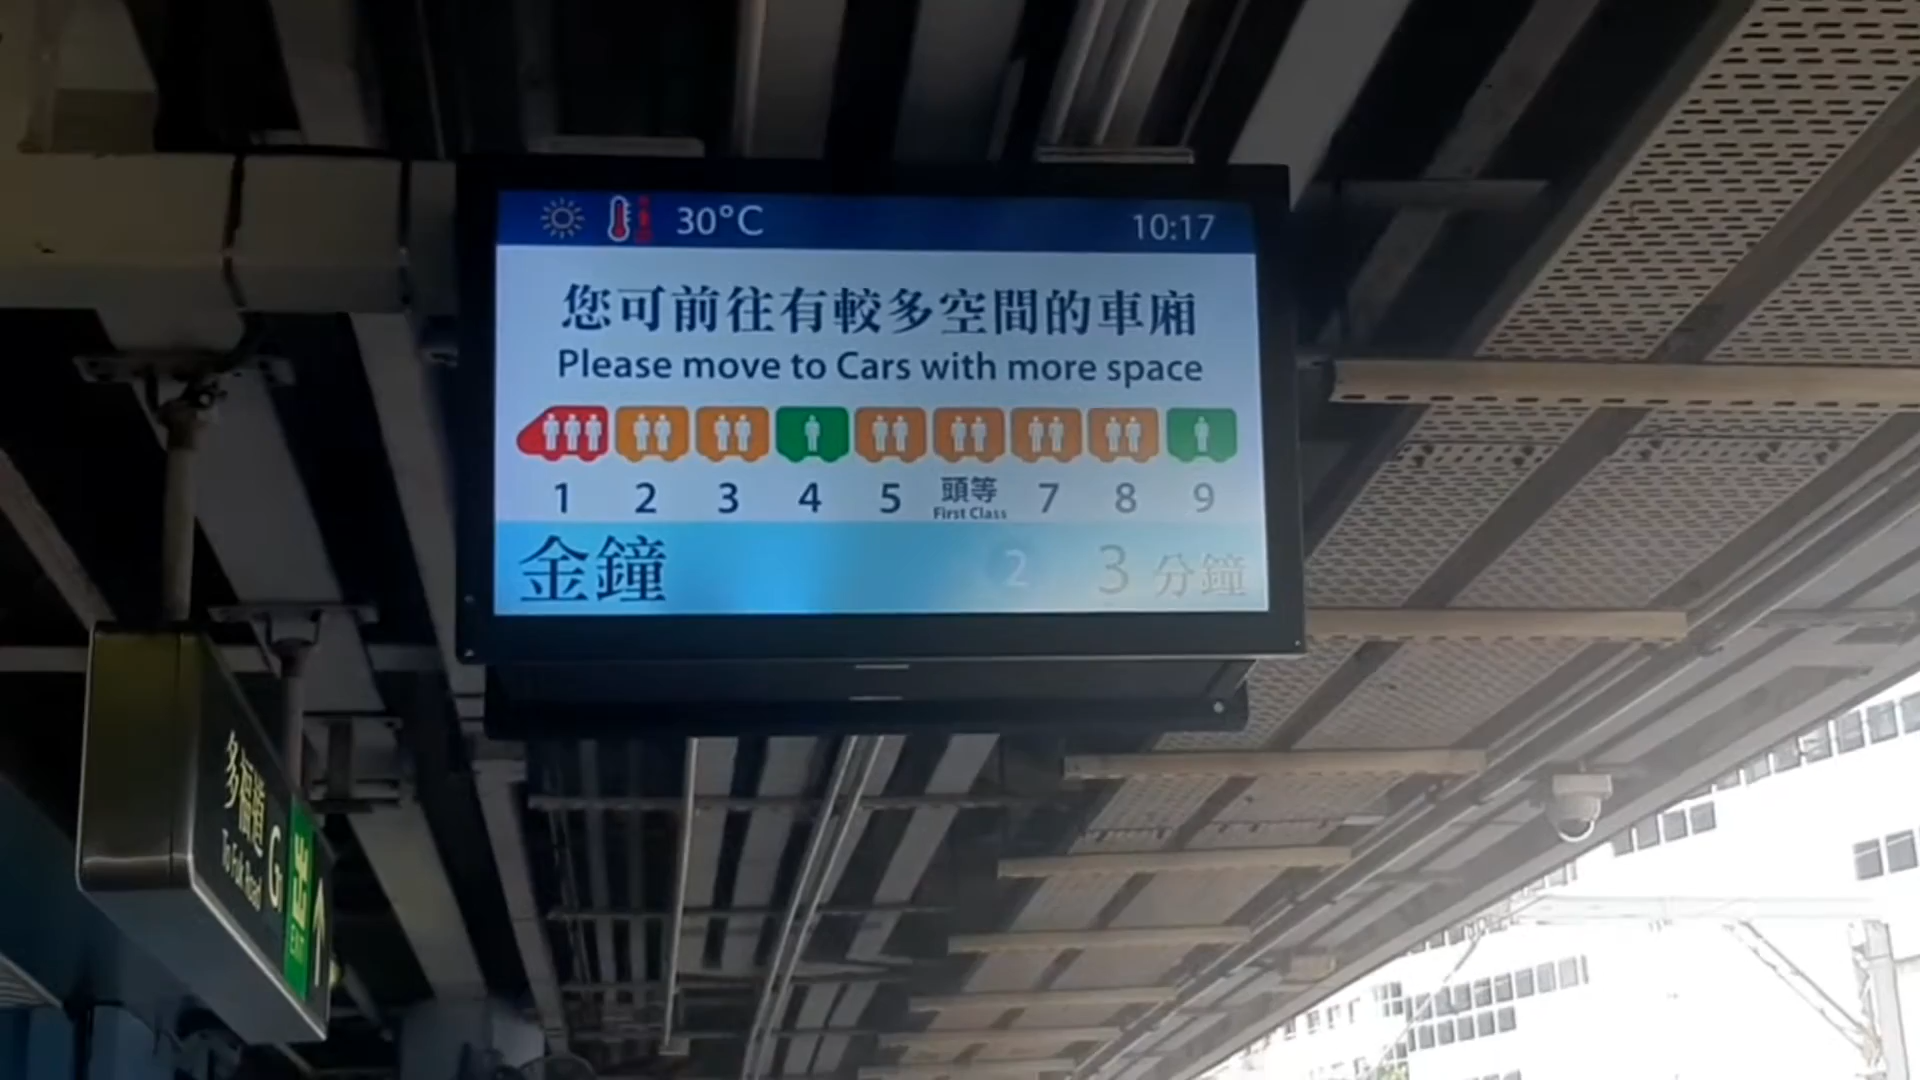 30°C 10:17
您可前往有較多空間的車廂
Please move to Cars with more space
1 2 3 4 5 頭等 7 8 9
First Class
金鐘 2 3 分鐘
多福道 G 出
To Fuk Road EXIT